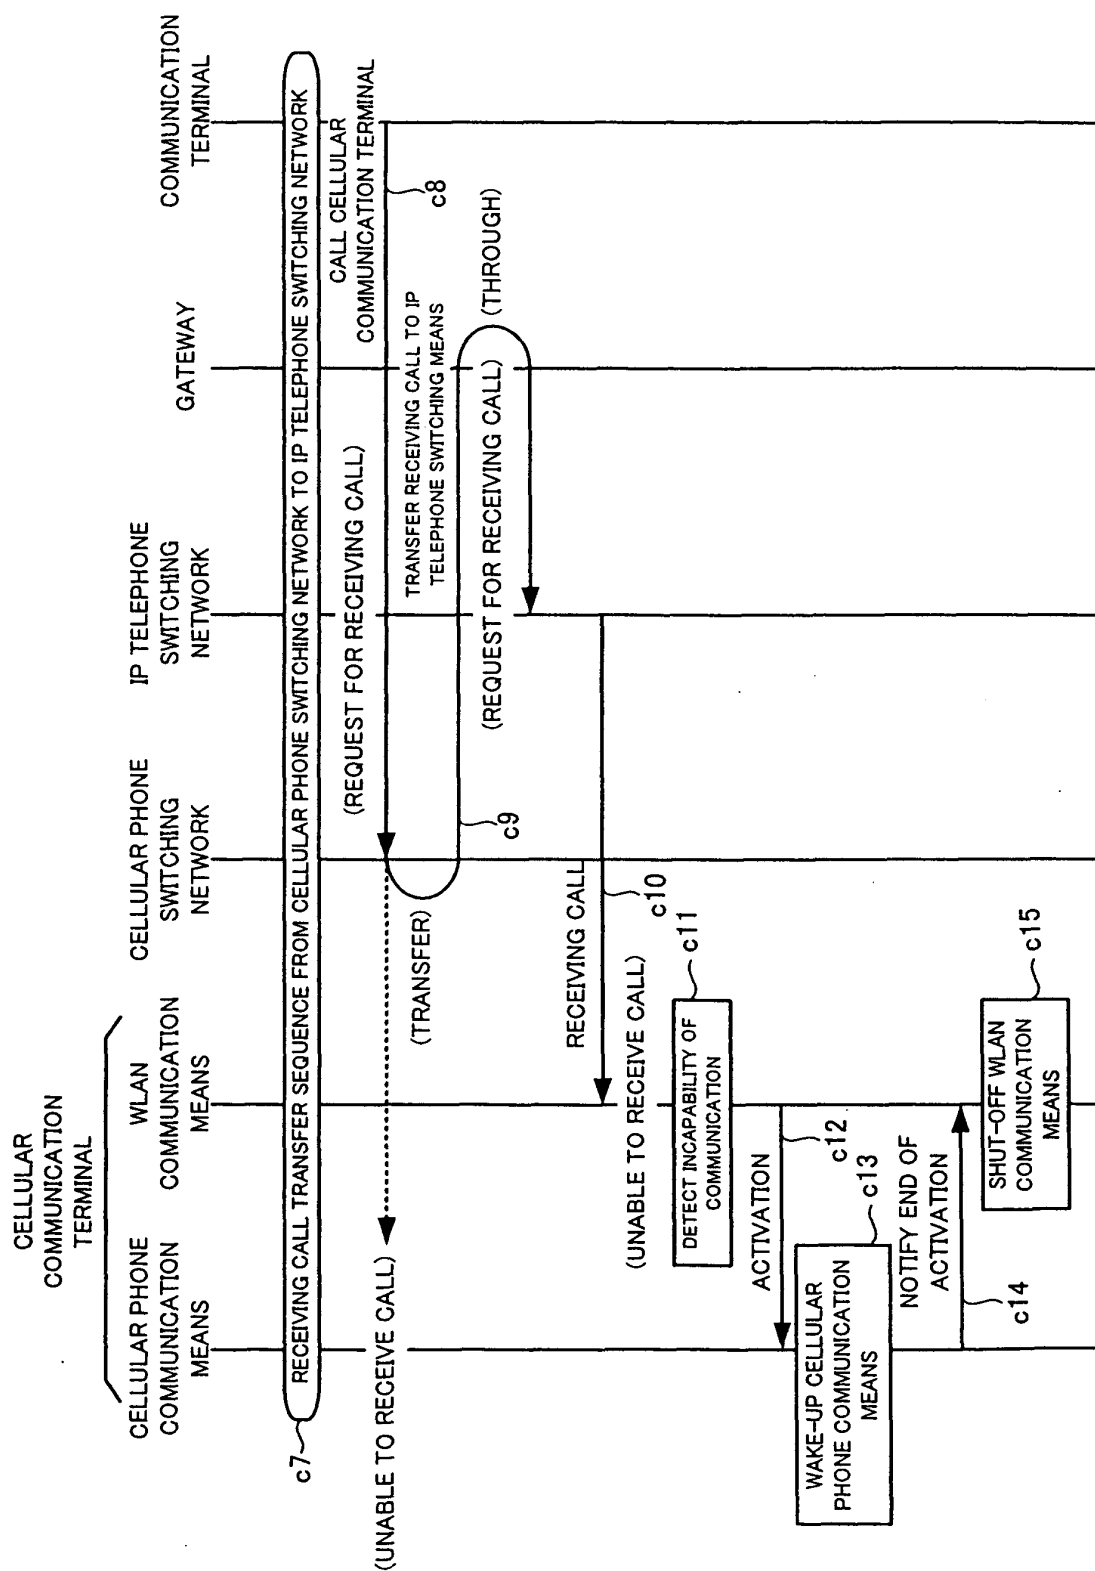 CELLULAR
COMMUNICATION
TERMINAL
CELLULAR PHONE
COMMUNICATION
MEANS
WLAN
COMMUNICATION
MEANS
CELLULAR PHONE
SWITCHING
NETWORK
IP TELEPHONE
SWITCHING
NETWORK
GATEWAY
COMMUNICATION
TERMINAL
c7
RECEIVING CALL TRANSFER SEQUENCE FROM CELLULAR PHONE SWITCHING NETWORK TO IP TELEPHONE SWITCHING NETWORK
CALL CELLULAR
COMMUNICATION TERMINAL
(REQUEST FOR RECEIVING CALL)
c8
(UNABLE TO RECEIVE CALL)
(TRANSFER)
TRANSFER RECEIVING CALL TO IP
TELEPHONE SWITCHING MEANS
c9
(REQUEST FOR RECEIVING CALL)
(THROUGH)
RECEIVING CALL
c10
(UNABLE TO RECEIVE CALL)
c11
DETECT INCAPABILITY OF
COMMUNICATION
ACTIVATION
c12
c13
WAKE-UP CELLULAR
PHONE COMMUNICATION
MEANS
NOTIFY END OF
ACTIVATION
c14
c15
SHUT-OFF WLAN
COMMUNICATION
MEANS